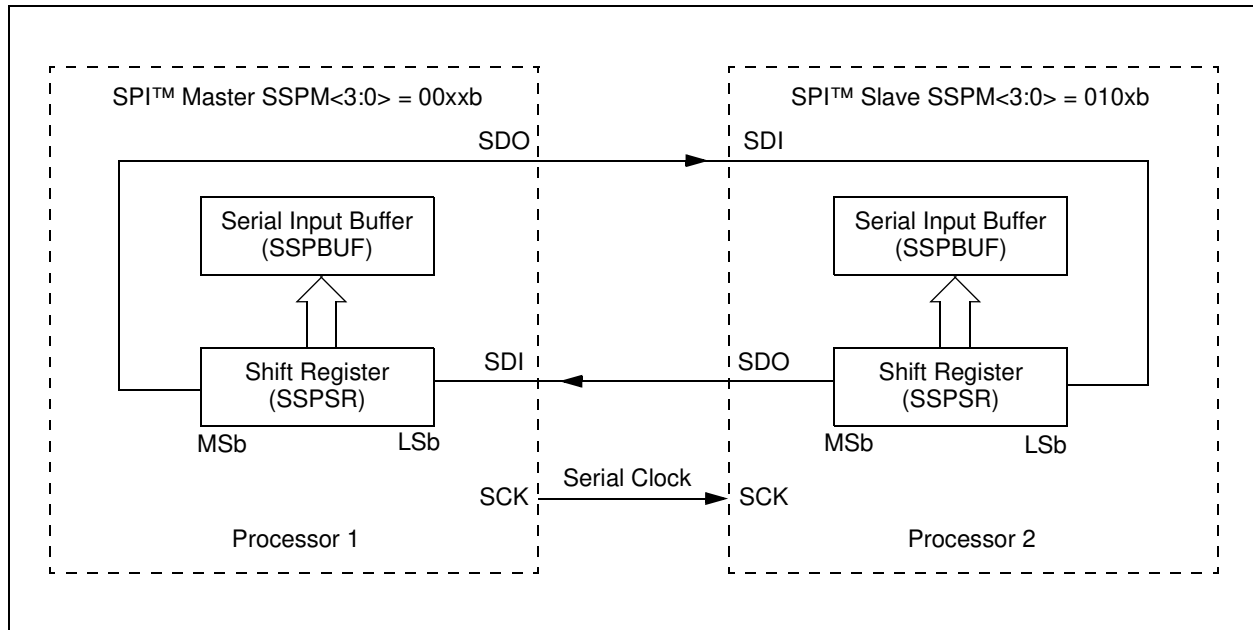 SPI™ Master SSPM<3:0> = 00xxb
SPI™ Slave SSPM<3:0> = 010xb
SDO
SDI
Serial Input Buffer
(SSPBUF)
Serial Input Buffer
(SSPBUF)
Shift Register
(SSPSR)
SDI
SDO
Shift Register
(SSPSR)
MSb
LSb
MSb
LSb
SCK
Serial Clock
SCK
Processor 1
Processor 2